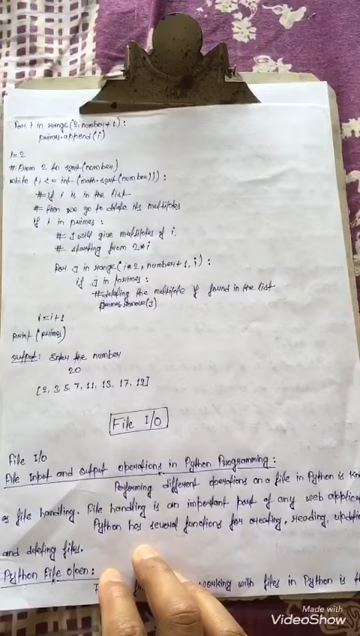 for i in range(2, number+1):
primes.append(i)
i=2
# from 2 to sqrt(number)
while (i <= int (math.sqrt(number))):
# if i is in the list
# then we go to delete its multiples
if i in primes:
# J will give multiples of i,
# starting from 2*i
for J in range(i*2, number+1, i):
if J in primes:
# deleting the multiple if found in the list
primes.remove(J)
i=i+1
print (primes)
output: Enter the number
20
[2, 3, 5, 7, 11, 13, 17, 19]
File I/O
File I/O
File Input and output operations in Python Programming:
Performing different operations on a file in Python is
as file handling. File handling is an important part of any web
Python has several functions for creating, reading,
and deleting files.
Python File open:
working with files in Python is
Made with
VideoShow